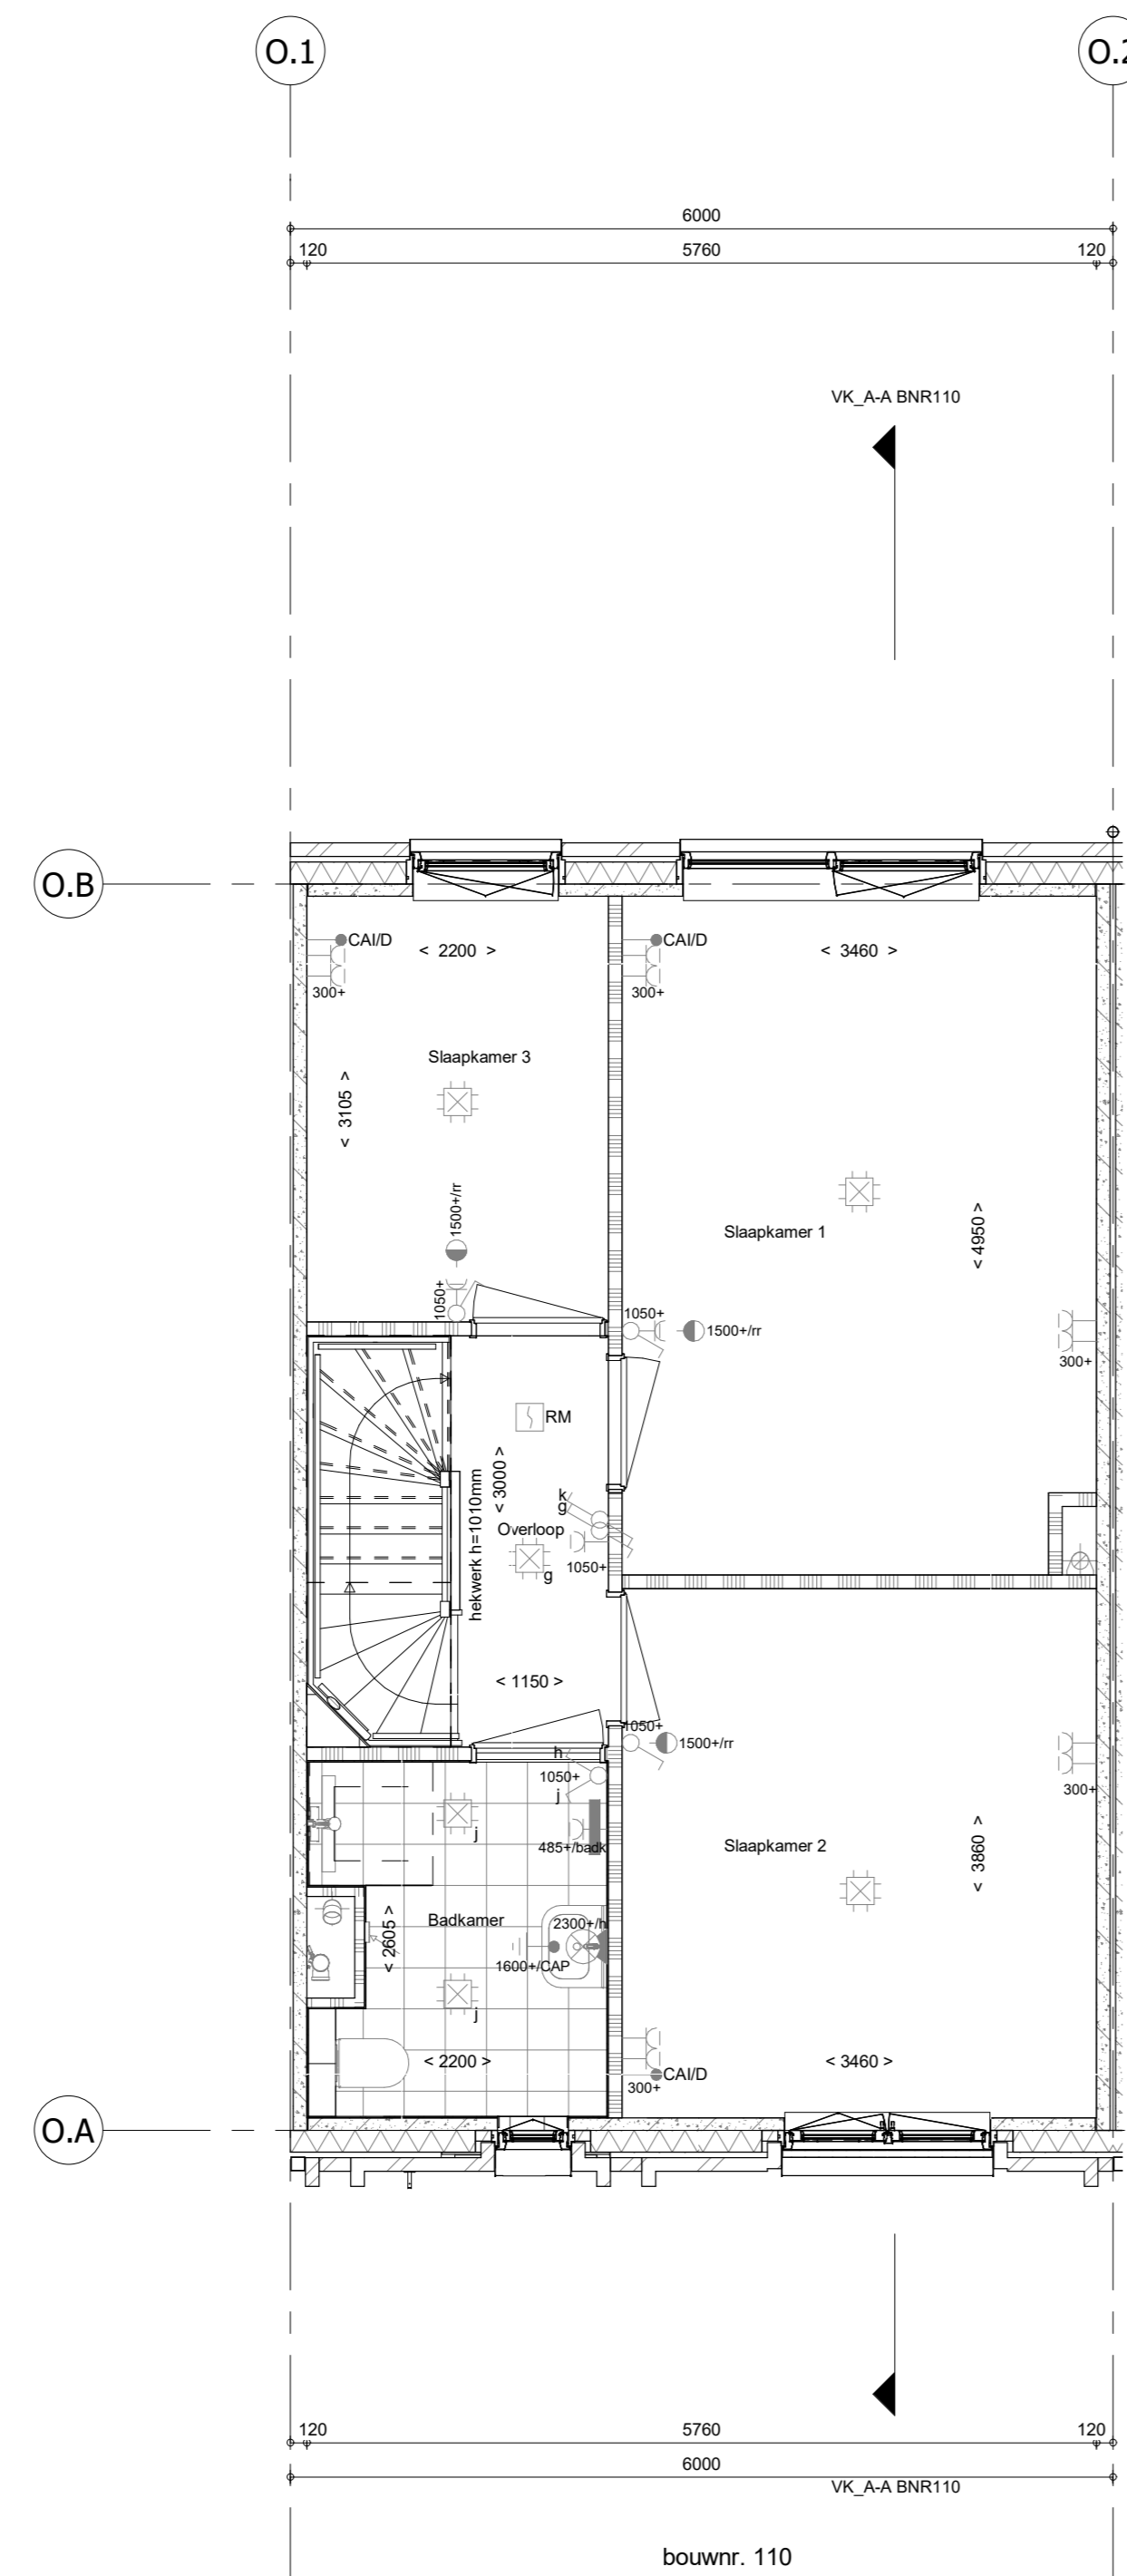 O.1
O.2
6000
120
5760
120
VK_A-A BNR110
O.B
CAI/D
< 2200 >
CAI/D
< 3460 >
300+
300+
Slaapkamer 3
< 3105 >
1500+/rr
Slaapkamer 1
< 4950 >
1050+
1050+
1500+/rr
300+
RM
< 3000 >
hekwerk h=1010mm
k
g
Overloop
1050+
g
< 1150 >
1050+
1500+/rr
h
1050+
j
300+
j
485+/badk
Slaapkamer 2
< 3860 >
Badkamer
2300+/h
< 2605 >
1600+/CAP
j
< 2200 >
< 3460 >
CAI/D
300+
O.A
120
5760
120
6000
VK_A-A BNR110
bouwnr. 110